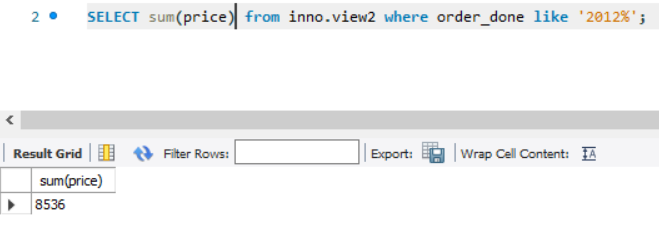 2 SELECT sum(price) from inno.view2 where order_done like '2012%';
Result Grid Filter Rows: Export: Wrap Cell Content: IA
sum(price)
8536